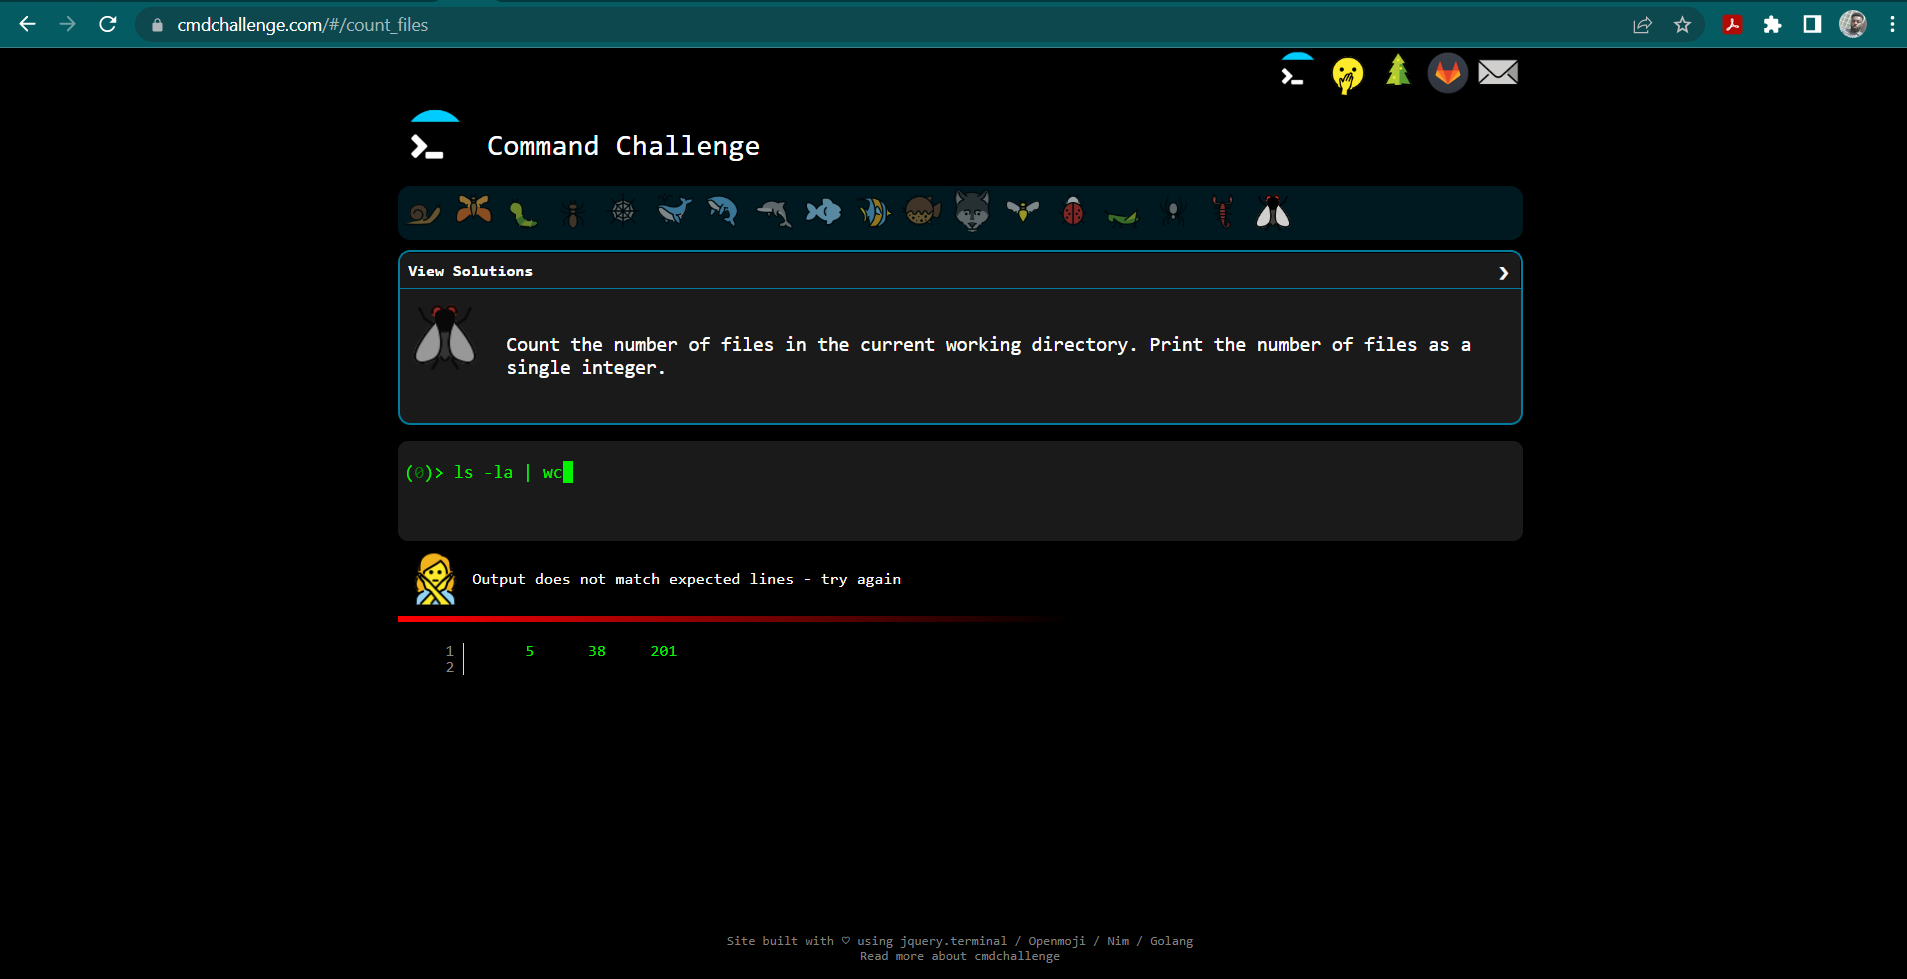 cmdchallenge.com/#/count_files
Command Challenge
View Solutions
Count the number of files in the current working directory. Print the number of files as a
single integer.
(0)> ls -la | wc
Output does not match expected lines - try again
1 5 38 201
2
Site built with ♡ using jquery.terminal / Openmoji / Nim / Golang
Read more about cmdchallenge